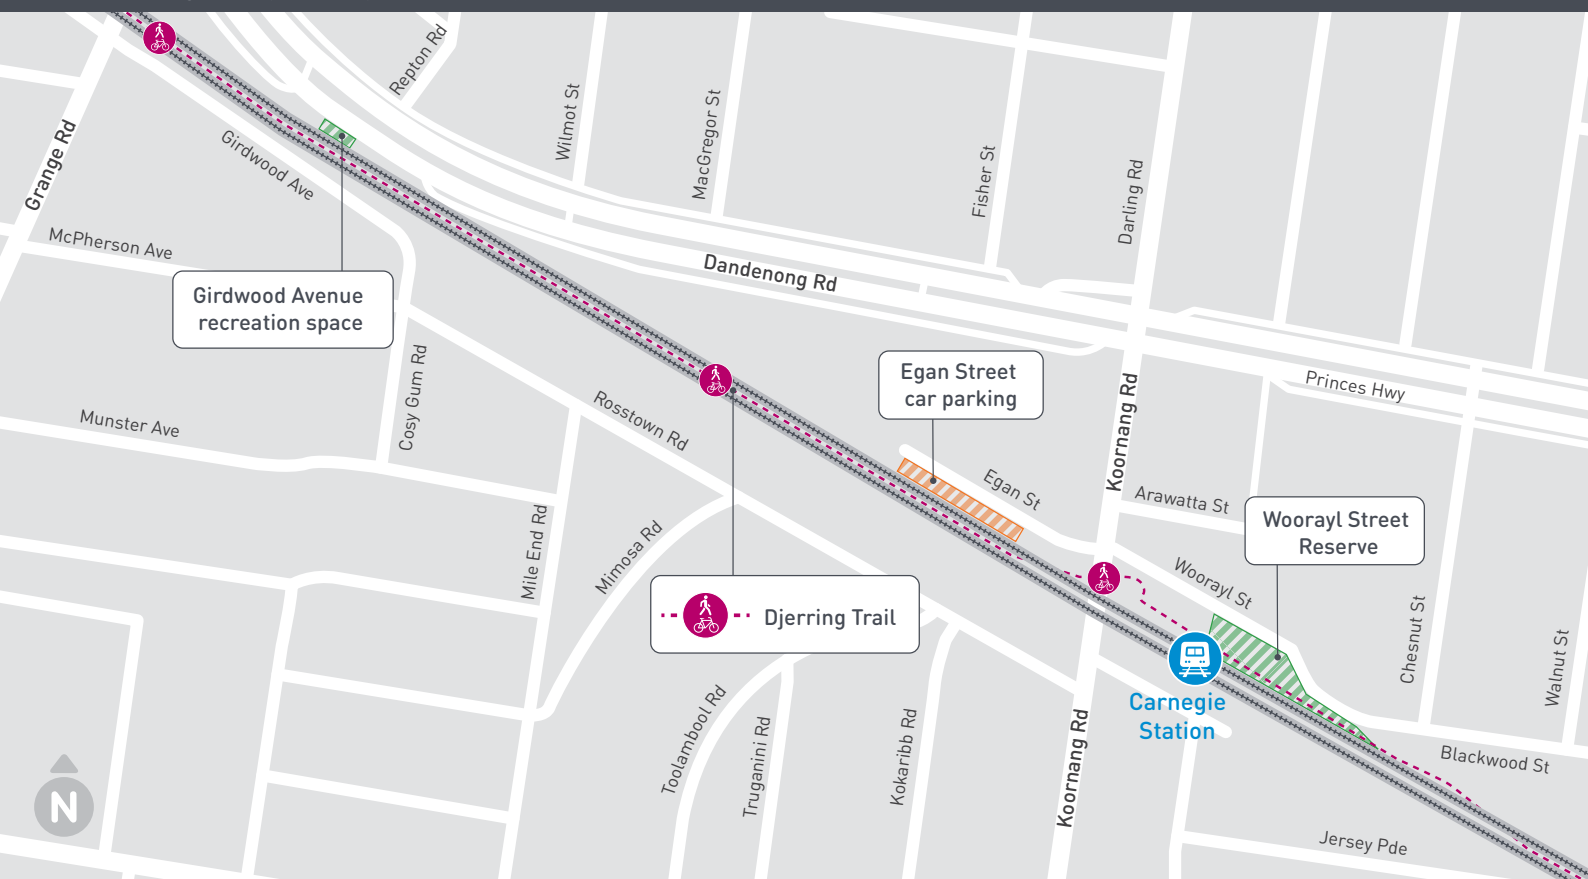 Repton Rd
Wilmot St
MacGregor St
Fisher St
Darling Rd
Grange Rd
Girdwood Ave
McPherson Ave
Dandenong Rd
Girdwood Avenue
recreation space
Cosy Gum Rd
Munster Ave
Rosstown Rd
Egan Street
car parking
Koornang Rd
Princes Hwy
Egan St
Arawatta St
Woorayl Street
Reserve
Mile End Rd
Mimosa Rd
Woorayl St
Djerring Trail
Chesnut St
Walnut St
Carnegie
Station
Toolambool Rd
Truganini Rd
Kokaribb Rd
Koornang Rd
Blackwood St
N
Jersey Pde